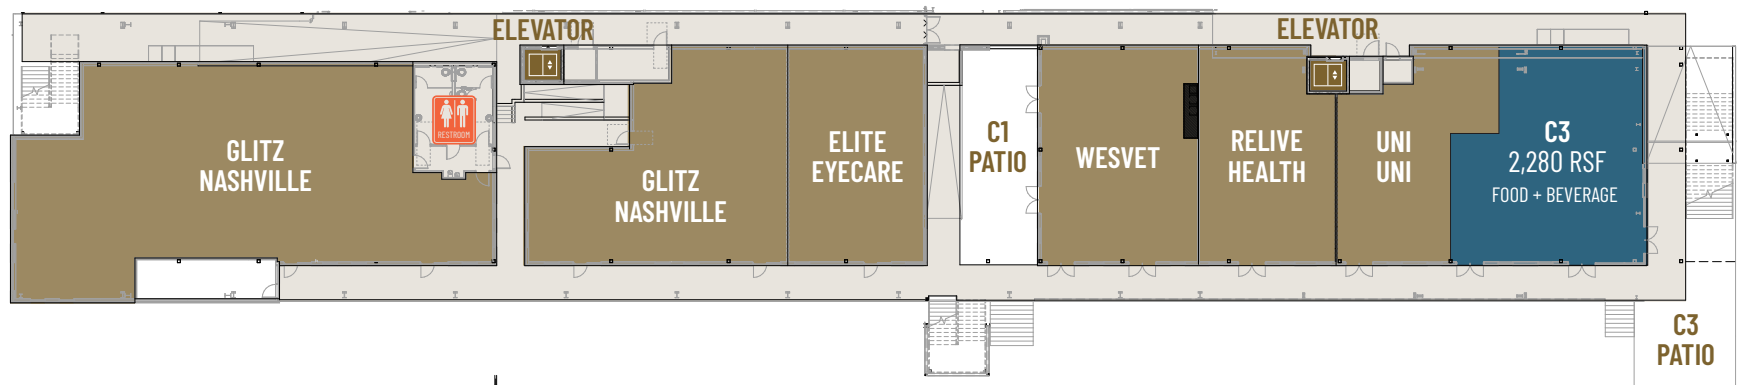 ELEVATOR
ELEVATOR
GLITZ
NASHVILLE
RESTROOM
GLITZ
NASHVILLE
ELITE
EYECARE
C1
PATIO
WESVET
RELIVE
HEALTH
UNI
UNI
C3
2,280 RSF
FOOD + BEVERAGE
C3
PATIO